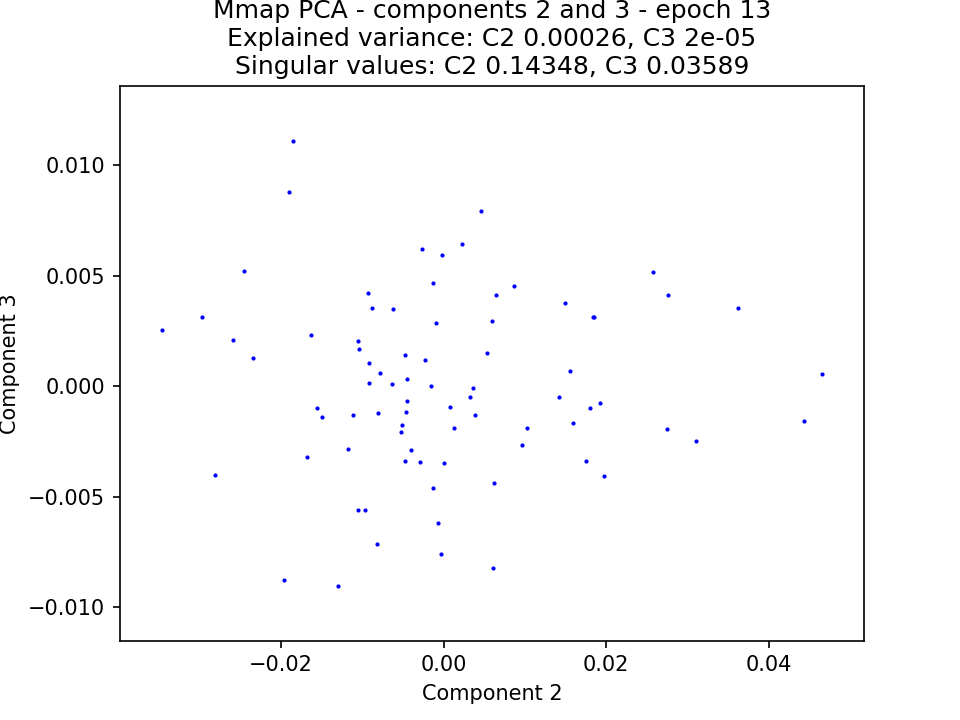 Mmap PCA - components 2 and 3 - epoch 13
Explained variance: C2 0.00026, C3 2e-05
Singular values: C2 0.14348, C3 0.03589
0.010
0.005
0.000
−0.005
−0.010
Component 3
−0.02
0.00
0.02
0.04
Component 2